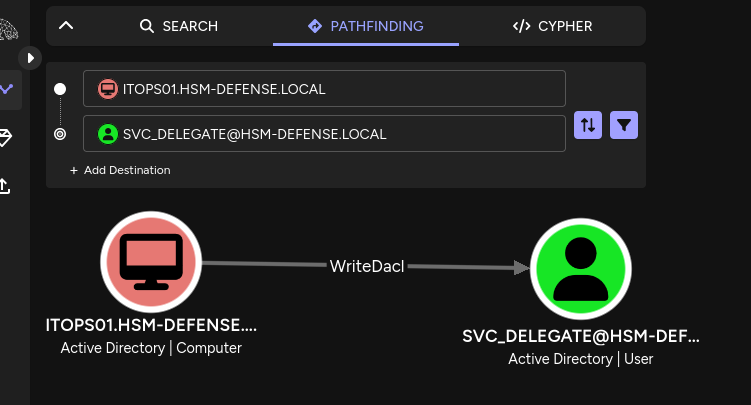 SEARCH
PATHFINDING
</> CYPHER
ITOPS01.HSM-DEFENSE.LOCAL
SVC_DELEGATE@HSM-DEFENSE.LOCAL
+ Add Destination
WriteDacl
ITOPS01.HSM-DEFENSE....
Active Directory | Computer
SVC_DELEGATE@HSM-DEF...
Active Directory | User